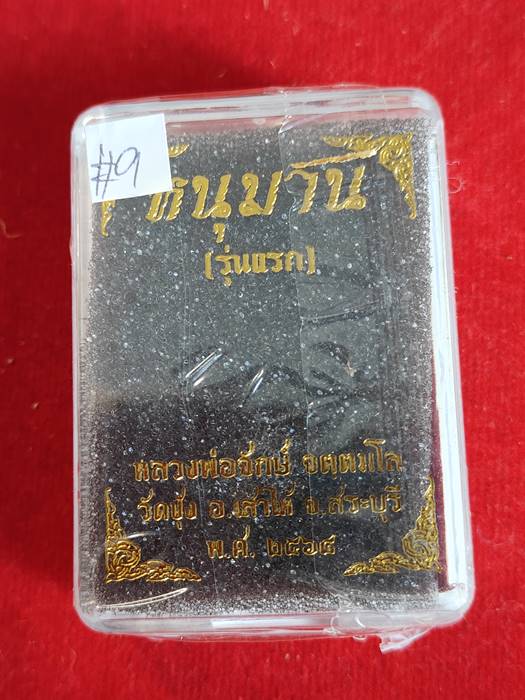 #9
หนุมาน
(รุ่นแรก)
หลวงพ่อจักษ์ จตตมโล
วัดชุ้ง อ.เสาไห้ จ.สระบุรี
พ.ศ. ๒๕๖๔